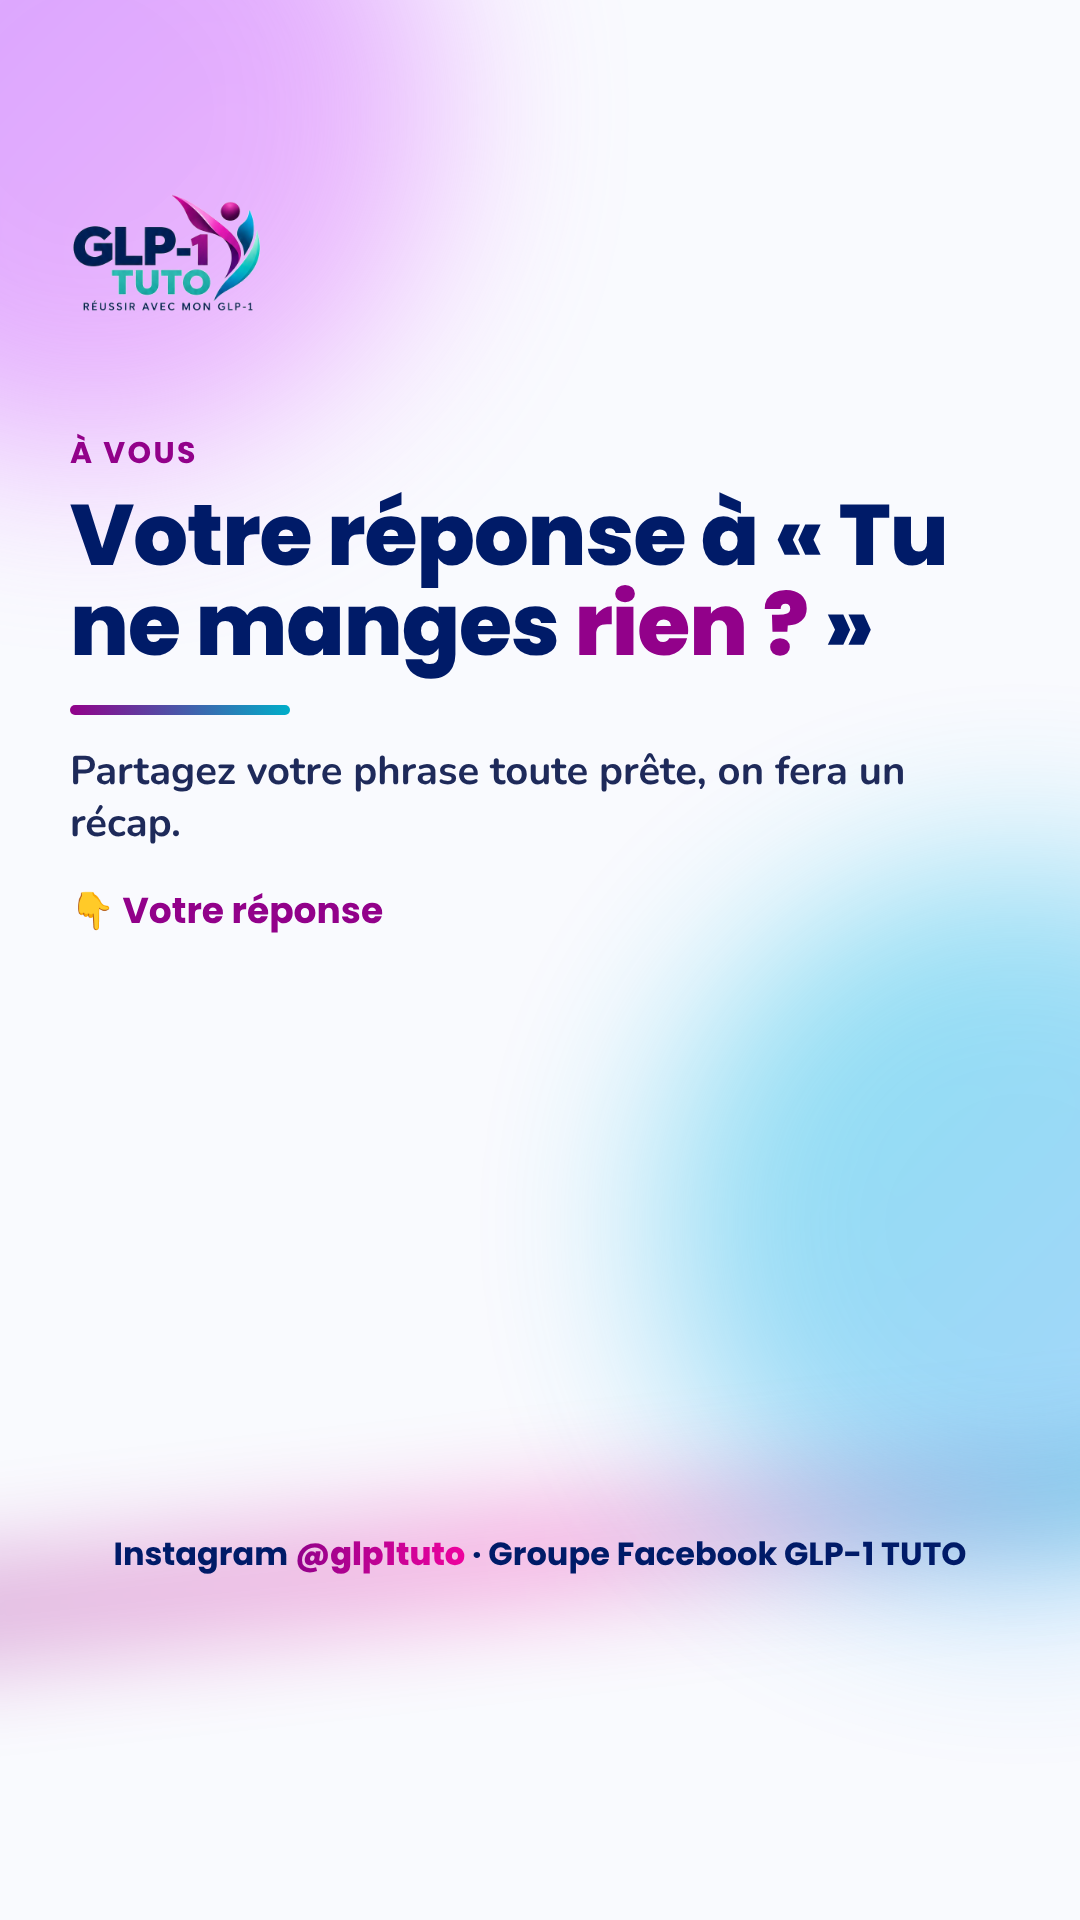 GLP-1
TUTO
RÉUSSIR AVEC MON GLP-1
À VOUS
Votre réponse à « Tu
ne manges rien ? »
Partagez votre phrase toute prête, on fera un
récap.
👇 Votre réponse
Instagram @glp1tuto · Groupe Facebook GLP-1 TUTO